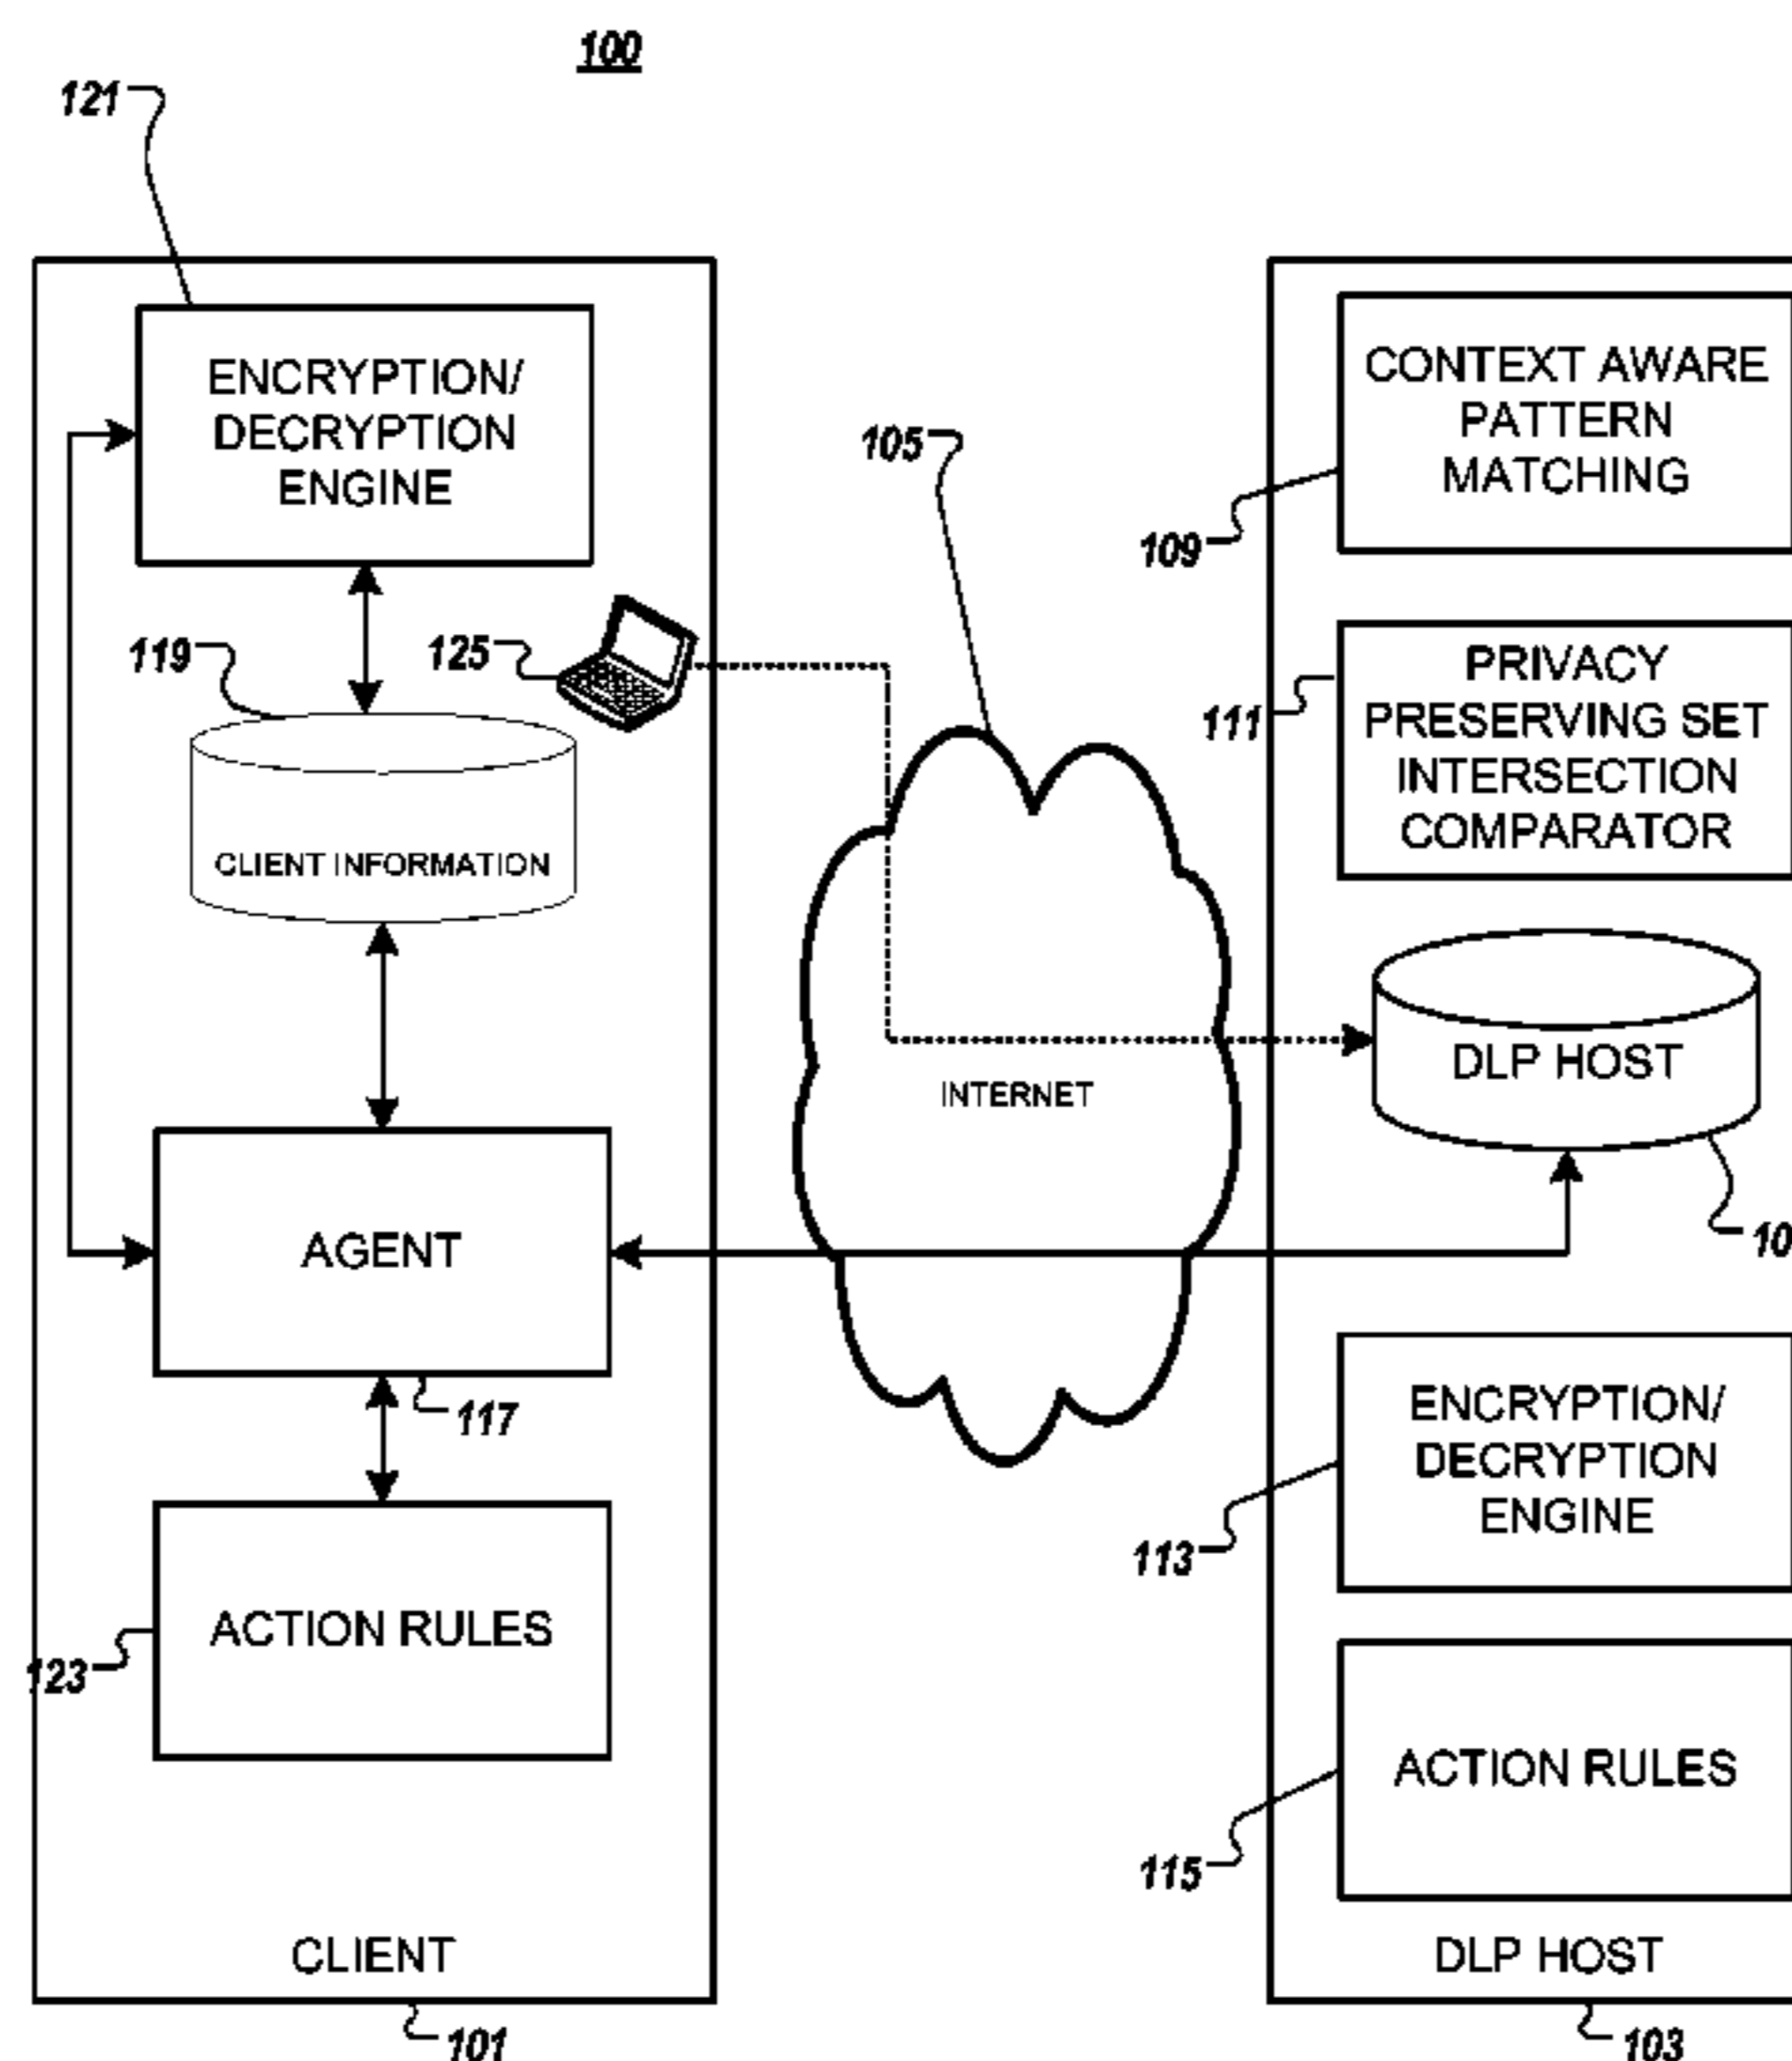 100
121
ENCRYPTION/
DECRYPTION
ENGINE
119
125
CLIENT INFORMATION
AGENT
117
ACTION RULES
123
CLIENT
101
105
INTERNET
CONTEXT AWARE
PATTERN
MATCHING
109
PRIVACY
PRESERVING SET
INTERSECTION
COMPARATOR
111
DLP HOST
10
ENCRYPTION/
DECRYPTION
ENGINE
113
ACTION RULES
115
DLP HOST
103